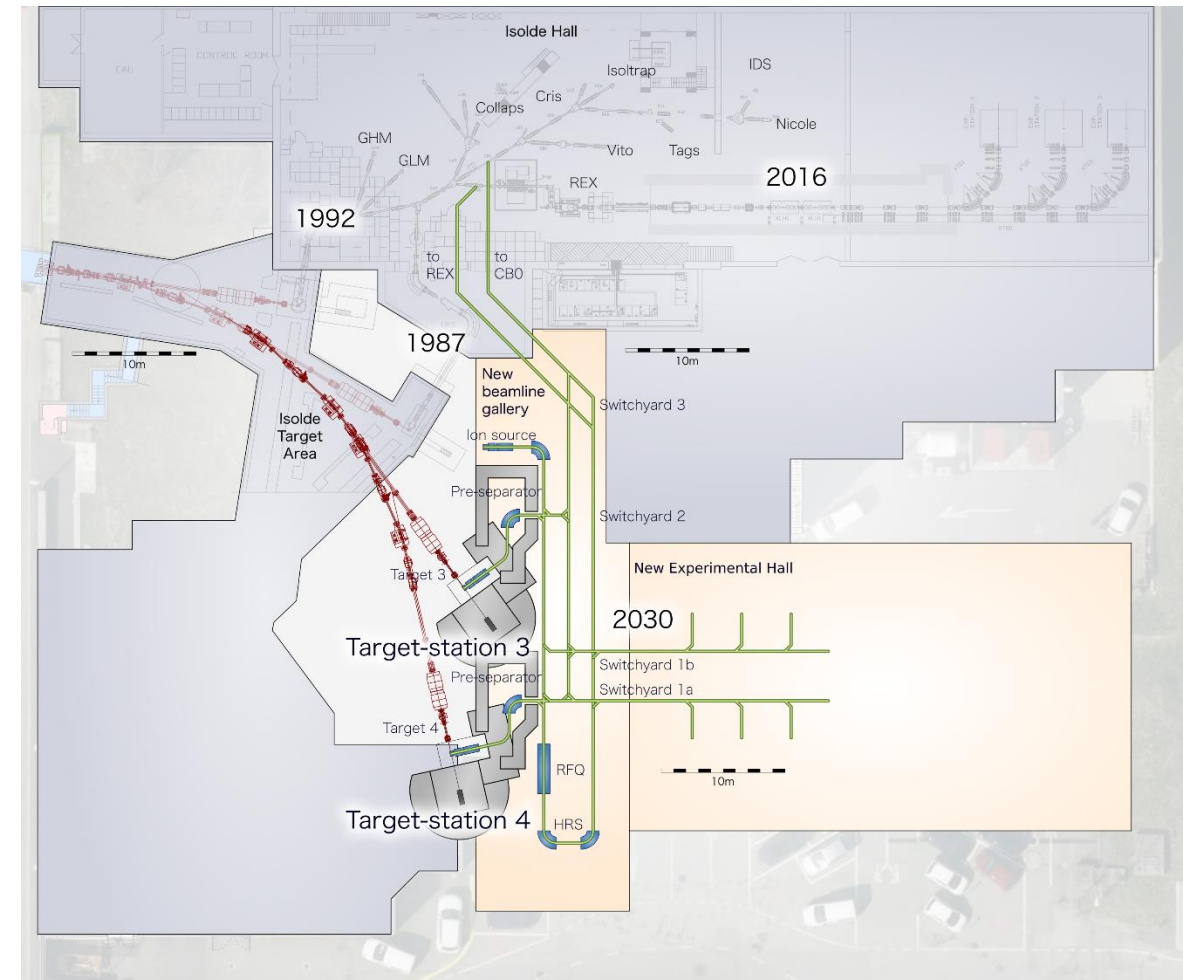 Isolde Hall
CONTROL ROOM
Isoltrap
IDS
Cris
Collaps
Nicole
GHM
GLM
Vito
Tags
REX
2016
1992
to
REX
to
CB0
10m
1987
10m
New
beamline
gallery
Switchyard 3
Isolde
Target
Area
Ion source
Pre-separator
Switchyard 2
Target 3
New Experimental Hall
2030
Target-station 3
Switchyard 1b
Pre-separator
Switchyard 1a
Target 4
RFQ
10m
Target-station 4
HRS